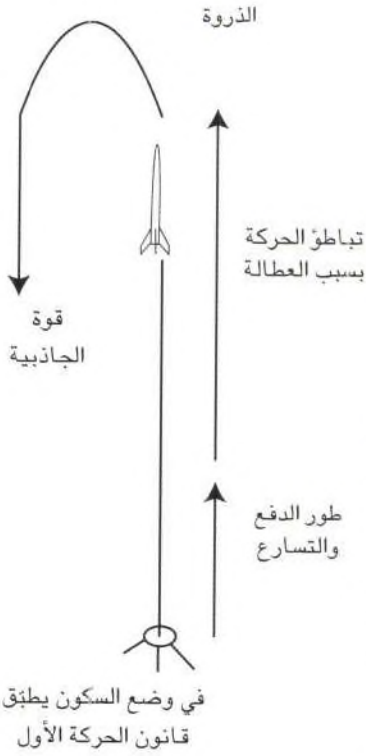 الذروة
تباطؤ الحركة
بسبب العطالة
قوة
الجاذبية
طور الدفع
والتسارع
في وضع السكون يطبّق
قانون الحركة الأول